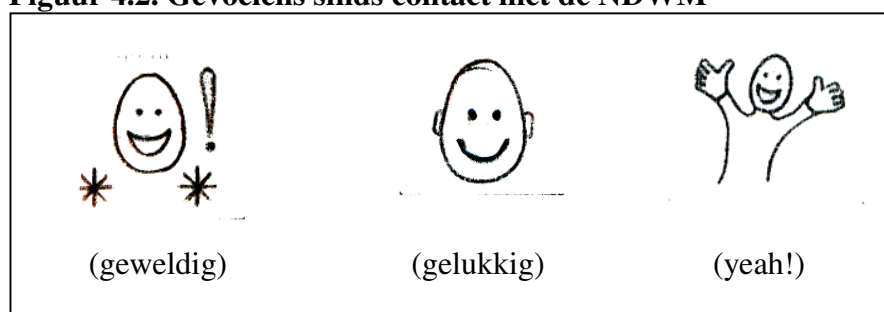 Figuur 4.2. Gevoelens sinds contact met de NDWM
(geweldig) (gelukkig) (yeah!)